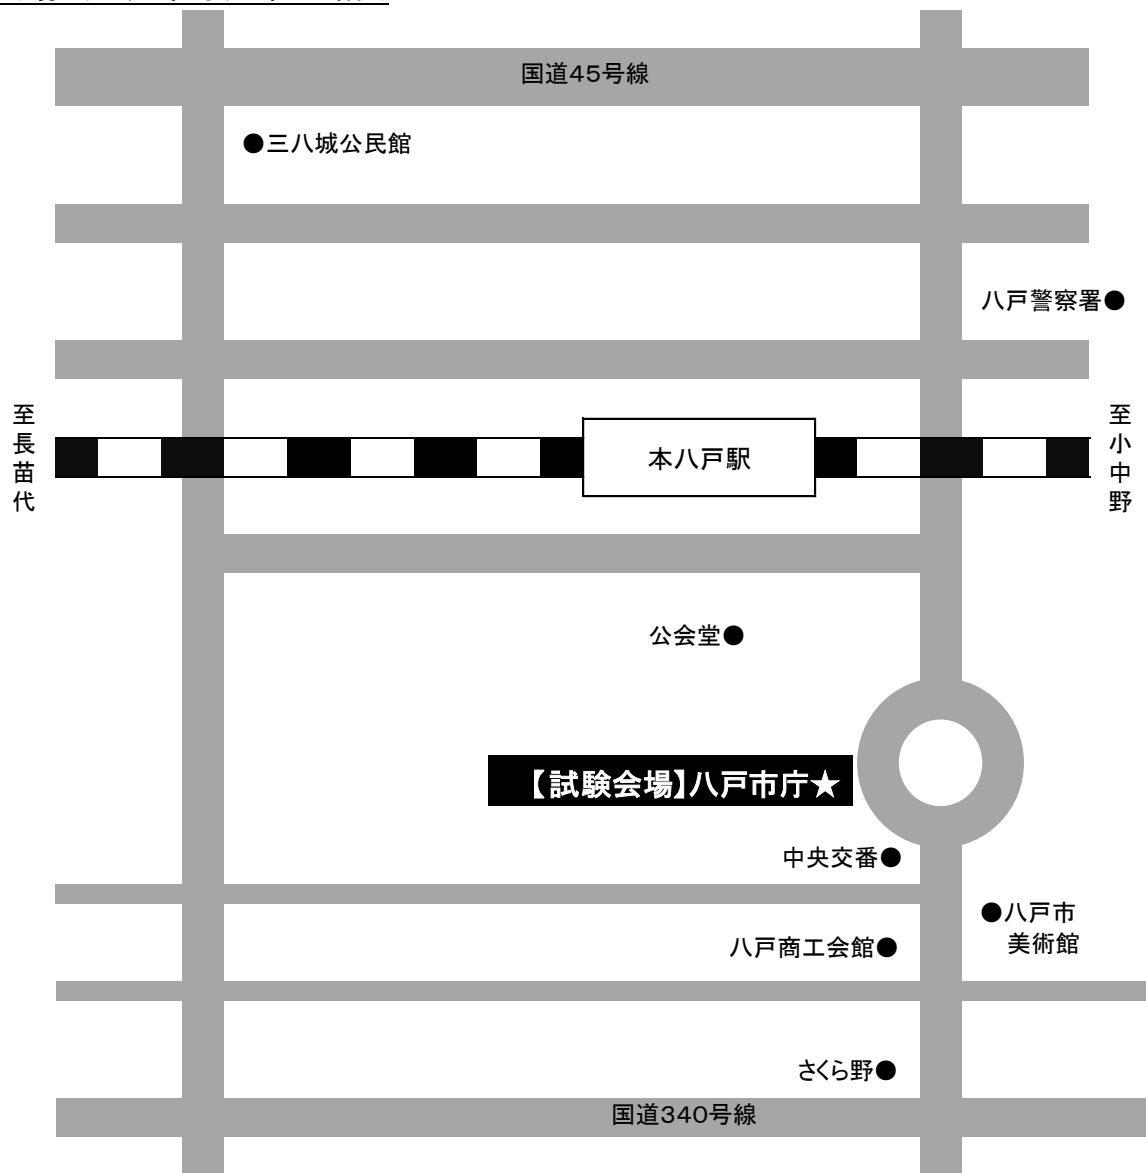 国道45号線
●三八城公民館
八戸警察署●
至長苗代
本八戸駅
至小中野
公会堂●
【試験会場】八戸市庁★
中央交番●
●八戸市
美術館
八戸商工会館●
さくら野●
国道340号線